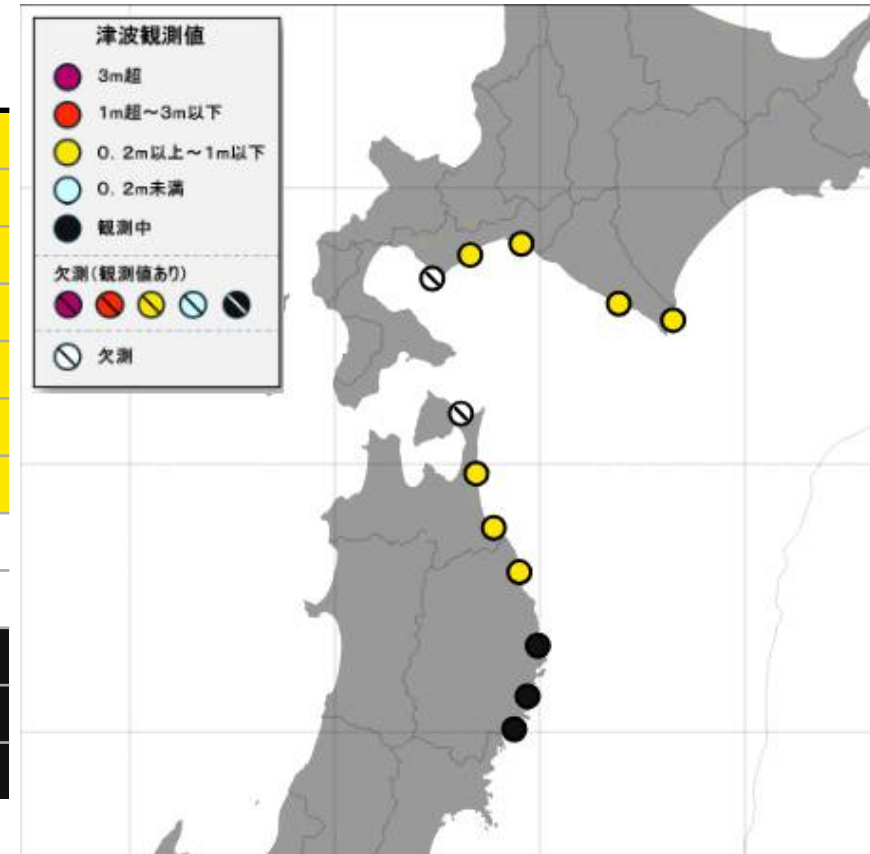 津波観測値
3m超
1m超～3m以下
0. 2m以上～1m以下
0. 2m未満
観測中
欠測(観測値あり)
欠測